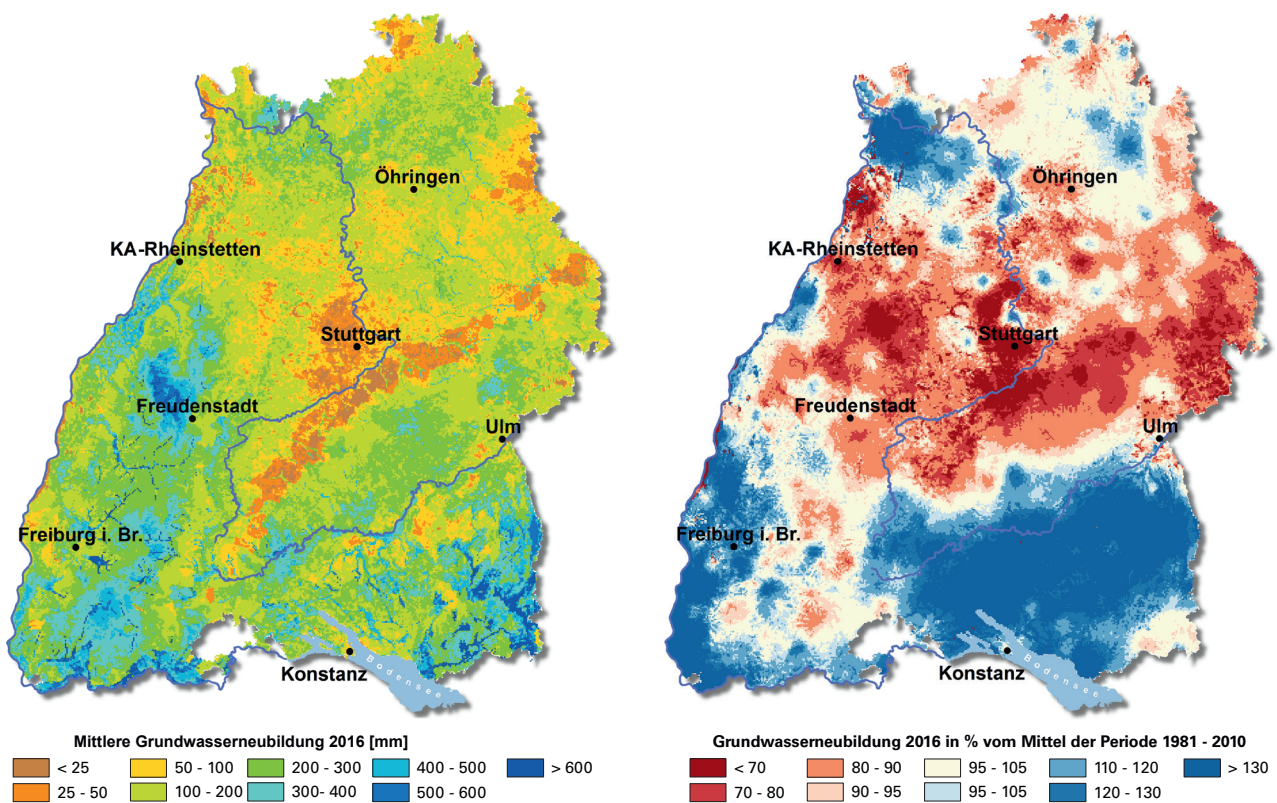 Öhringen
KA-Rheinstetten
Stuttgart
Freudenstadt
Ulm
Freiburg i. Br.
Konstanz
Bodensee
Mittlere Grundwasserneubildung 2016 [mm]
< 25 50 - 100 200 - 300 400 - 500 > 600
25 - 50 100 - 200 300- 400 500 - 600
Öhringen
KA-Rheinstetten
Stuttgart
Freudenstadt
Ulm
Freiburg i. Br.
Konstanz
Bodensee
Grundwasserneubildung 2016 in % vom Mittel der Periode 1981 - 2010
< 70 80 - 90 95 - 105 110 - 120 > 130
70 - 80 90 - 95 95 - 105 120 - 130